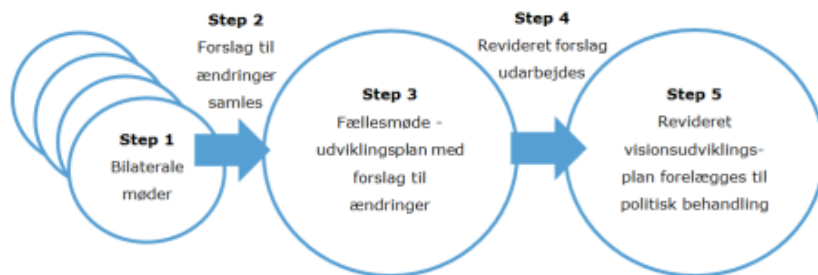 Step 1
Bilaterale
møder
Step 2
Forslag til
ændringer
samles
Step 3
Fællesmøde -
udviklingsplan med
forslag til
ændringer
Step 4
Revideret forslag
udarbejdes
Step 5
Revideret
visionsudviklings-
plan forelægges til
politisk behandling